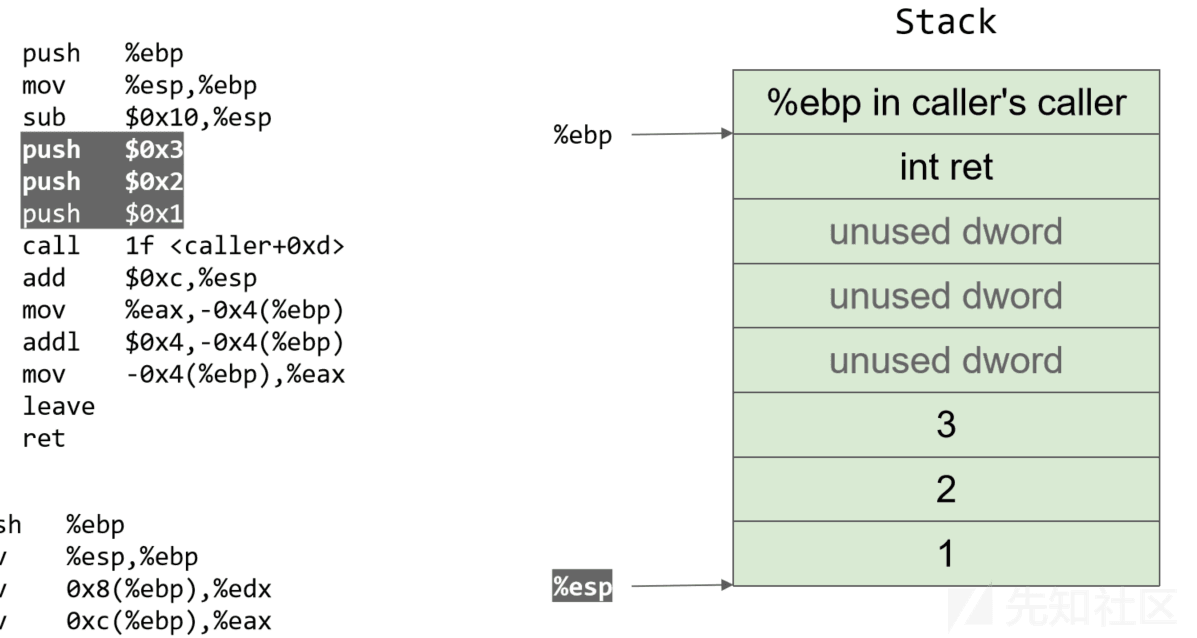 Stack
push %ebp
mov %esp,%ebp
sub $0x10,%esp
push $0x3
push $0x2
push $0x1
call 1f <caller+0xd>
add $0xc,%esp
mov %eax,-0x4(%ebp)
addl $0x4,-0x4(%ebp)
mov -0x4(%ebp),%eax
leave
ret
sh %ebp
%esp,%ebp
0x8(%ebp),%edx
0xc(%ebp),%eax
%ebp
%esp
%ebp in caller's caller
int ret
unused dword
unused dword
unused dword
3
2
1
先知社区